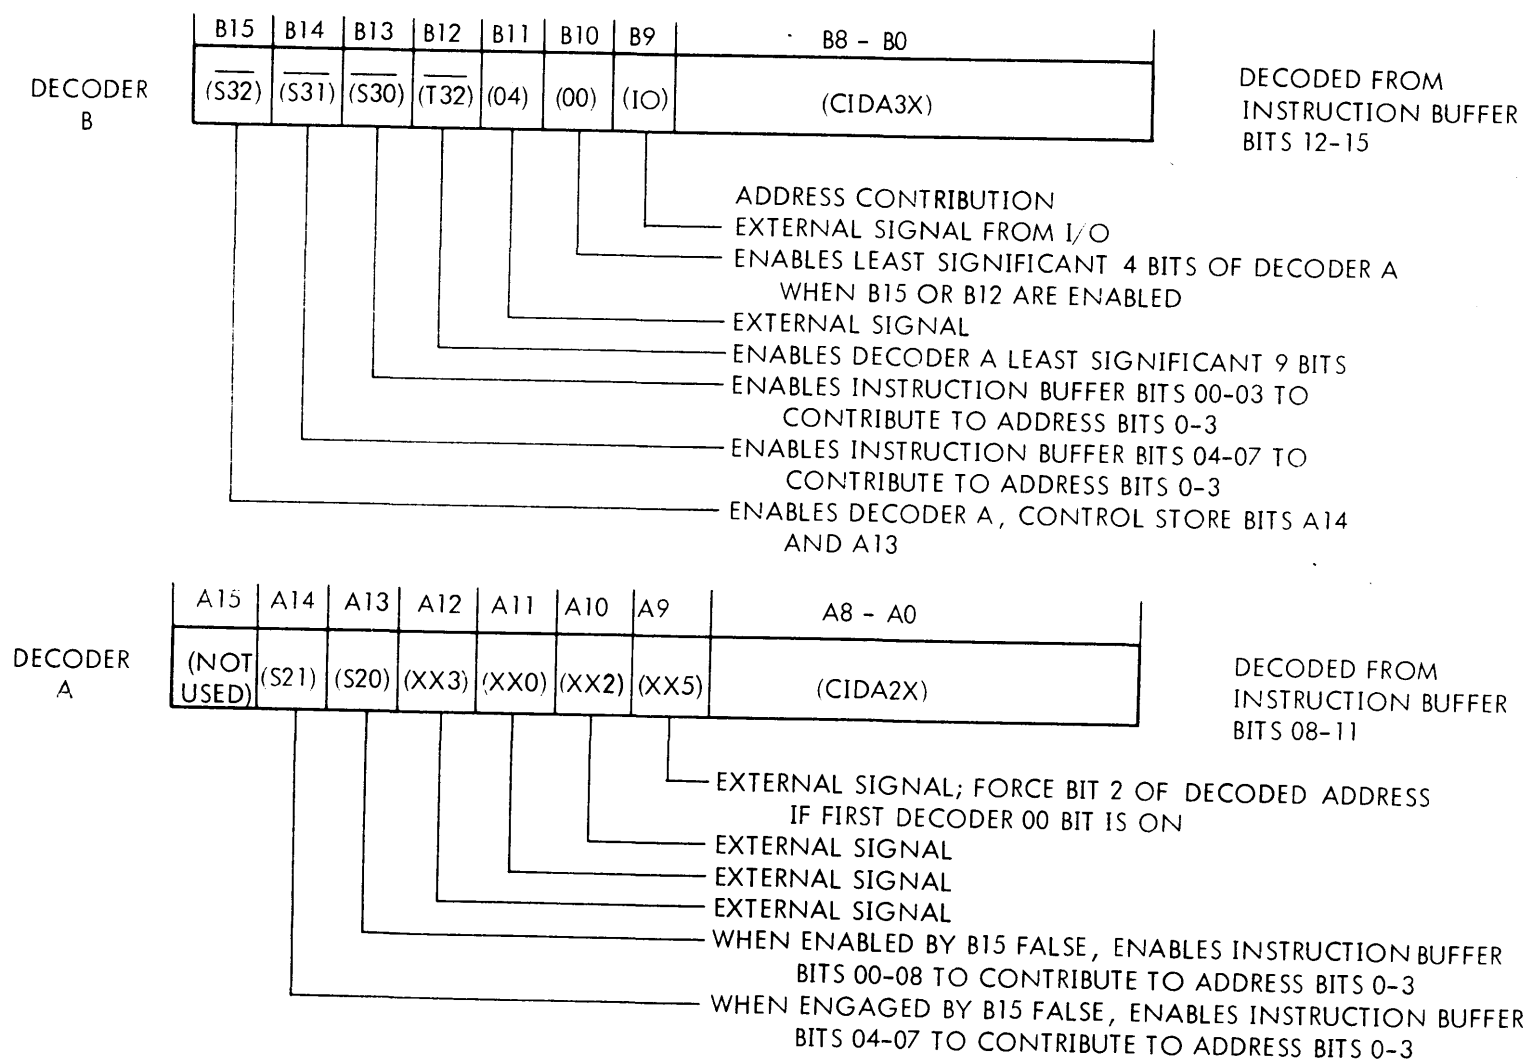 B15 B14 B13 B12 B11 B10 B9 B8 - B0
DECODER
B
(S32) (S31) (S30) (T32) (04) (00) (IO) (CIDA3X)
DECODED FROM
INSTRUCTION BUFFER
BITS 12-15
ADDRESS CONTRIBUTION
EXTERNAL SIGNAL FROM I/O
ENABLES LEAST SIGNIFICANT 4 BITS OF DECODER A
WHEN B15 OR B12 ARE ENABLED
EXTERNAL SIGNAL
ENABLES DECODER A LEAST SIGNIFICANT 9 BITS
ENABLES INSTRUCTION BUFFER BITS 00-03 TO
CONTRIBUTE TO ADDRESS BITS 0-3
ENABLES INSTRUCTION BUFFER BITS 04-07 TO
CONTRIBUTE TO ADDRESS BITS 0-3
ENABLES DECODER A, CONTROL STORE BITS A14
AND A13
A15 A14 A13 A12 A11 A10 A9 A8 - A0
DECODER
A
(NOT
USED) (S21) (S20) (XX3) (XX0) (XX2) (XX5) (CIDA2X)
DECODED FROM
INSTRUCTION BUFFER
BITS 08-11
EXTERNAL SIGNAL; FORCE BIT 2 OF DECODED ADDRESS
IF FIRST DECODER 00 BIT IS ON
EXTERNAL SIGNAL
EXTERNAL SIGNAL
EXTERNAL SIGNAL
WHEN ENABLED BY B15 FALSE, ENABLES INSTRUCTION BUFFER
BITS 00-08 TO CONTRIBUTE TO ADDRESS BITS 0-3
WHEN ENGAGED BY B15 FALSE, ENABLES INSTRUCTION BUFFER
BITS 04-07 TO CONTRIBUTE TO ADDRESS BITS 0-3